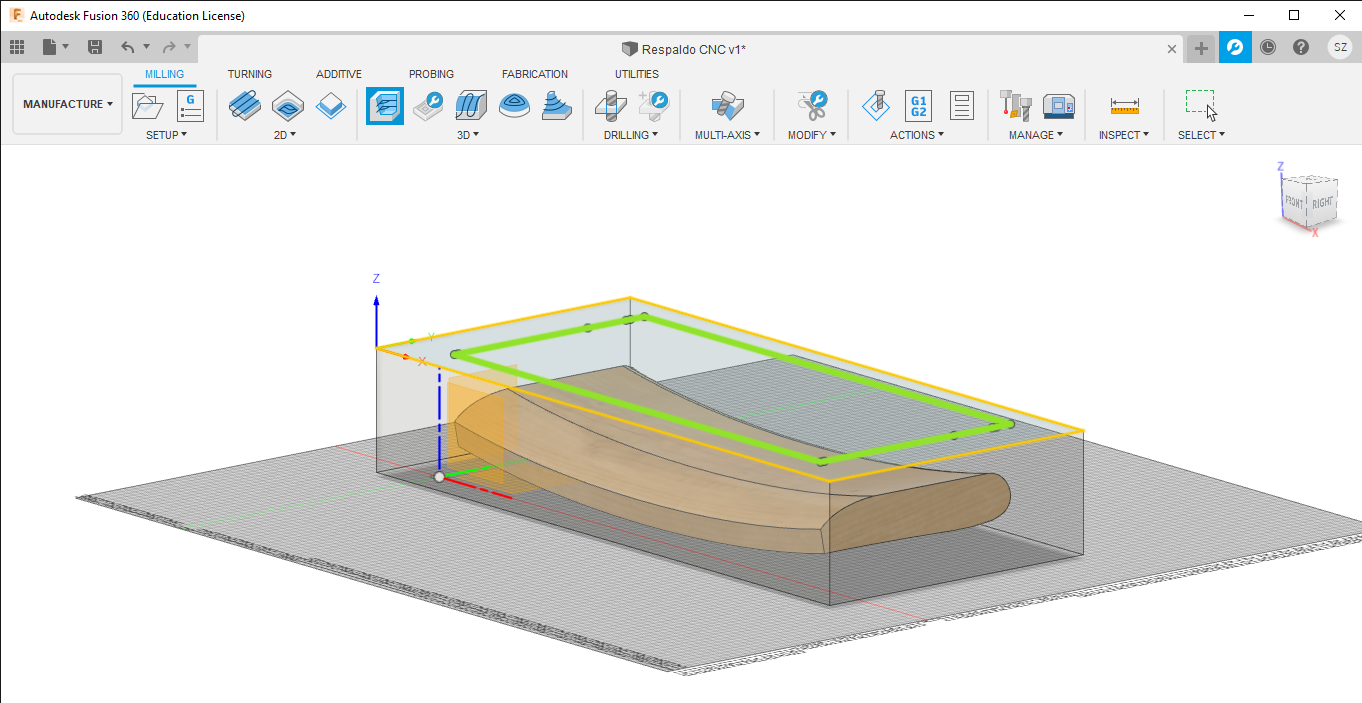 Autodesk Fusion 360 (Education License)
Respaldo CNC v1*
SZ
MILLING TURNING ADDITIVE PROBING FABRICATION UTILITIES
MANUFACTURE
G
G1
G2
SETUP 2D 3D DRILLING MULTI-AXIS MODIFY ACTIONS MANAGE INSPECT SELECT
Z
FRONT RIGHT
X
Z
Y
X